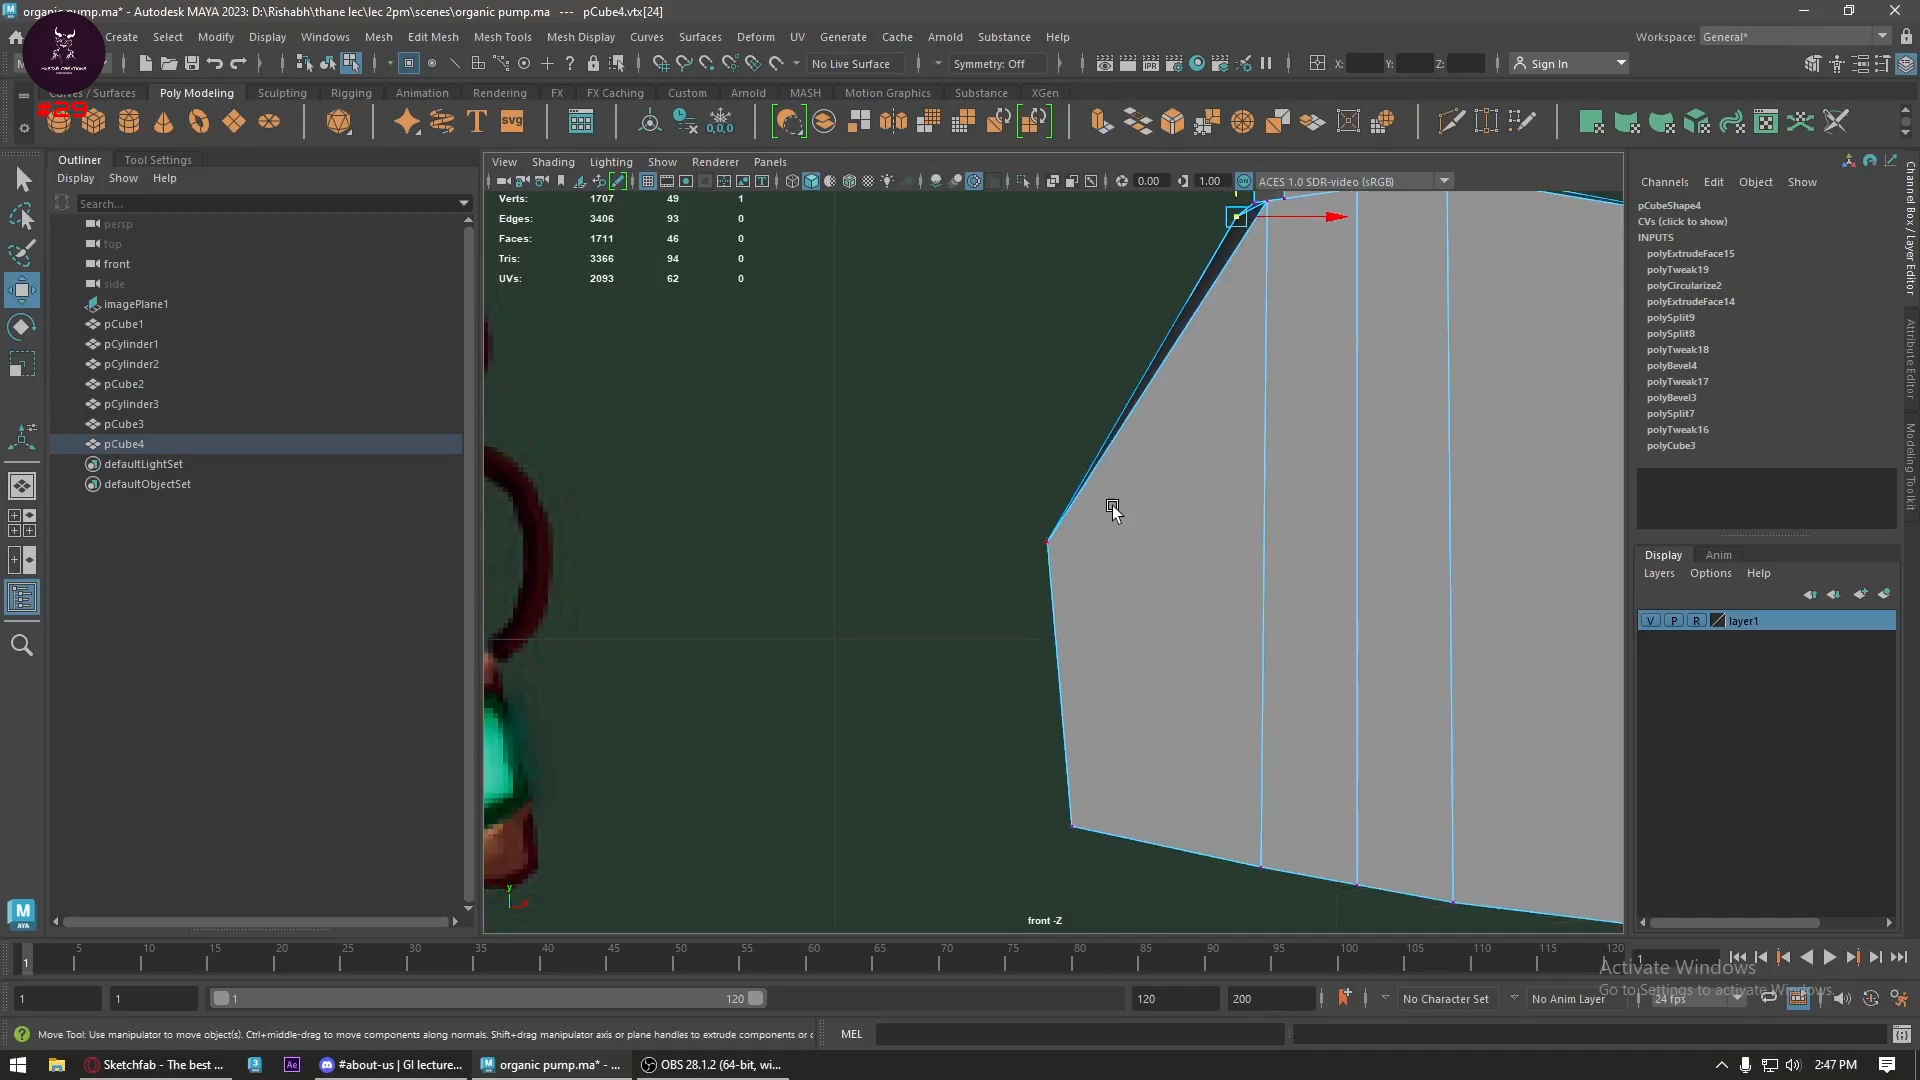 organic pump.ma* - Autodesk MAYA 2023: D:\Rishabh\thane lec\lec 2pm\scenes\organic pump.ma --- pCube4.vtx[24]
Create Select Modify Display Windows Mesh Edit Mesh Mesh Tools Mesh Display Curves Surfaces Deform UV Generate Cache Arnold Substance Help
Workspace: General*
No Live Surface
Symmetry: Off
X: Y: Z:
Sign In
#29
Curves / Surfaces Poly Modeling Sculpting Rigging Animation Rendering FX FX Caching Custom Arnold MASH Motion Graphics Substance XGen
Outliner Tool Settings
Display Show Help
Search...
persp
top
front
side
imagePlane1
pCube1
pCylinder1
pCylinder2
pCube2
pCylinder3
pCube3
pCube4
defaultLightSet
defaultObjectSet
View Shading Lighting Show Renderer Panels
0.00 1.00 ACES 1.0 SDR-video (sRGB)
Verts: 1707 49 1
Edges: 3406 93 0
Faces: 1711 46 0
Tris: 3366 94 0
UVs: 2093 62 0
y
front -Z
Channels Edit Object Show
pCubeShape4
CVs (click to show)
INPUTS
polyExtrudeFace15
polyTweak19
polyCircularize2
polyExtrudeFace14
polySplit9
polySplit8
polyTweak18
polyBevel4
polyTweak17
polyBevel3
polySplit7
polyTweak16
polyCube3
Channel Box / Layer Editor
Attribute Editor
Modeling Toolkit
Display Anim
Layers Options Help
V P R layer1
5 10 15 20 25 30 35 40 45 50 55 60 65 70 75 80 85 90 95 100 105 110 115 120
1 1
Activate Windows
Go to Settings to activate Windows.
1 1 1 120 120 200 No Character Set No Anim Layer 24 fps
Move Tool: Use manipulator to move object(s). Ctrl+middle-drag to move components along normals. Shift+drag manipulator axis or plane handles to extrude components or c
MEL
Sketchfab - The best ...
#about-us | GI lecture...
organic pump.ma* - ...
OBS 28.1.2 (64-bit, wi...
2:47 PM